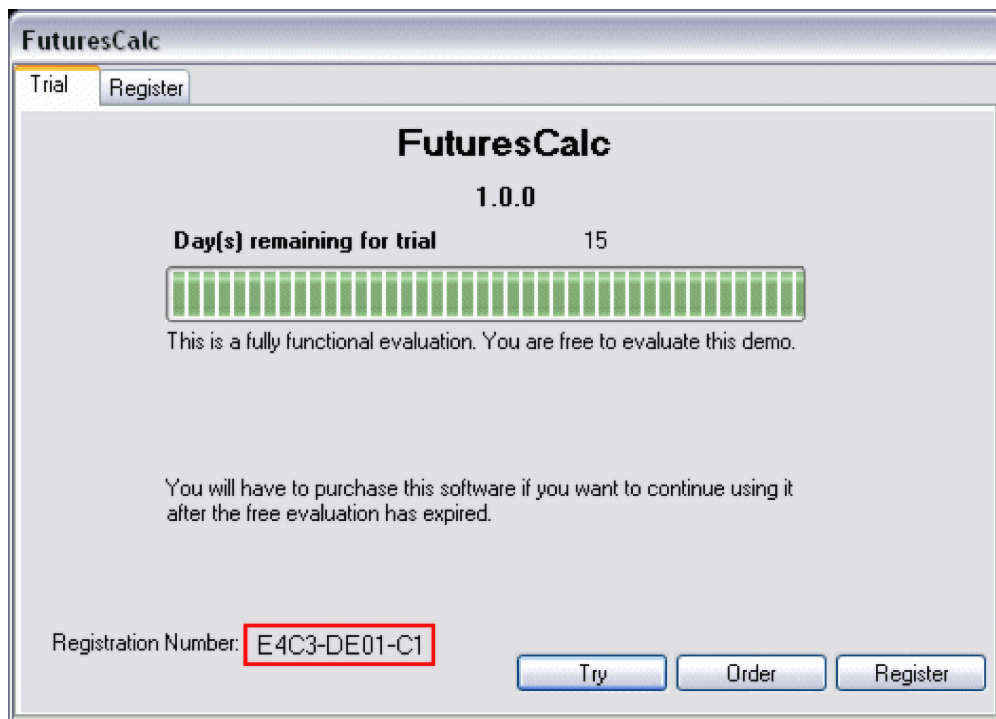 FuturesCalc
Trial Register
FuturesCalc
1.0.0
Day(s) remaining for trial 15
This is a fully functional evaluation. You are free to evaluate this demo.
You will have to purchase this software if you want to continue using it
after the free evaluation has expired.
Registration Number: E4C3-DE01-C1
Try Order Register